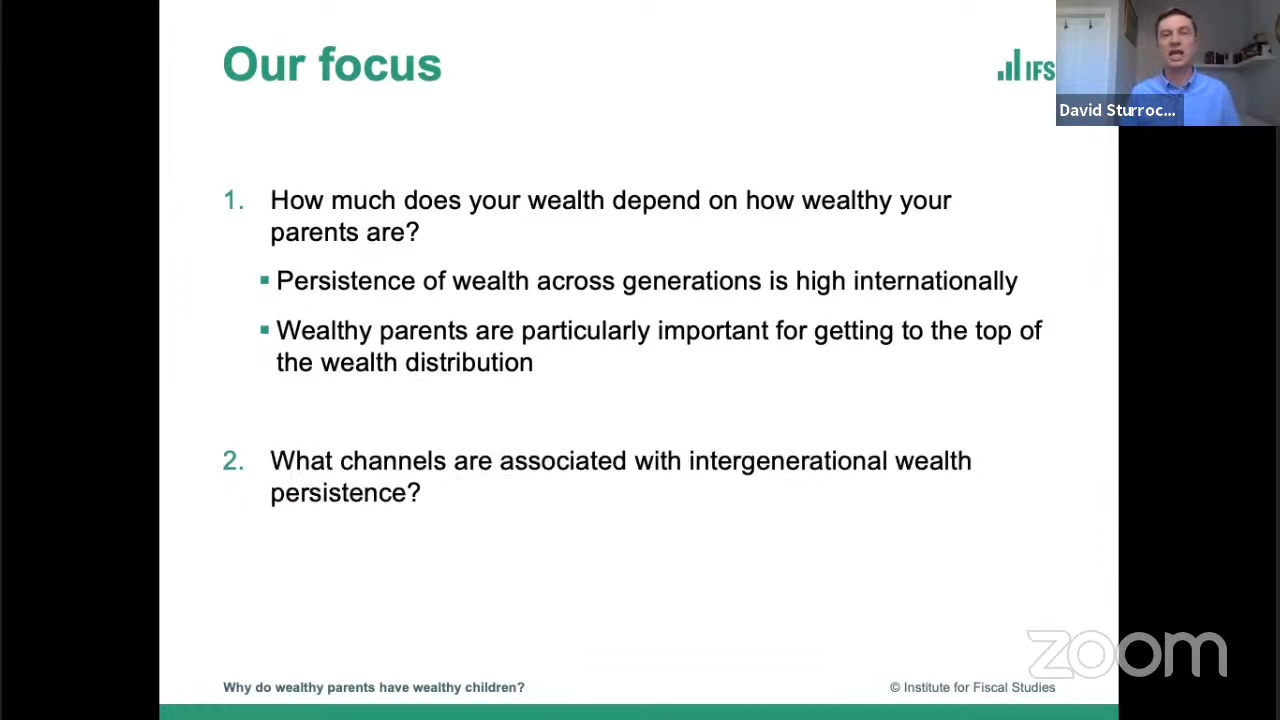 Our focus
IFS
David Sturroc...
1. How much does your wealth depend on how wealthy your
parents are?
▪ Persistence of wealth across generations is high internationally
▪ Wealthy parents are particularly important for getting to the top of
the wealth distribution
2. What channels are associated with intergenerational wealth
persistence?
zoom
Why do wealthy parents have wealthy children?
© Institute for Fiscal Studies